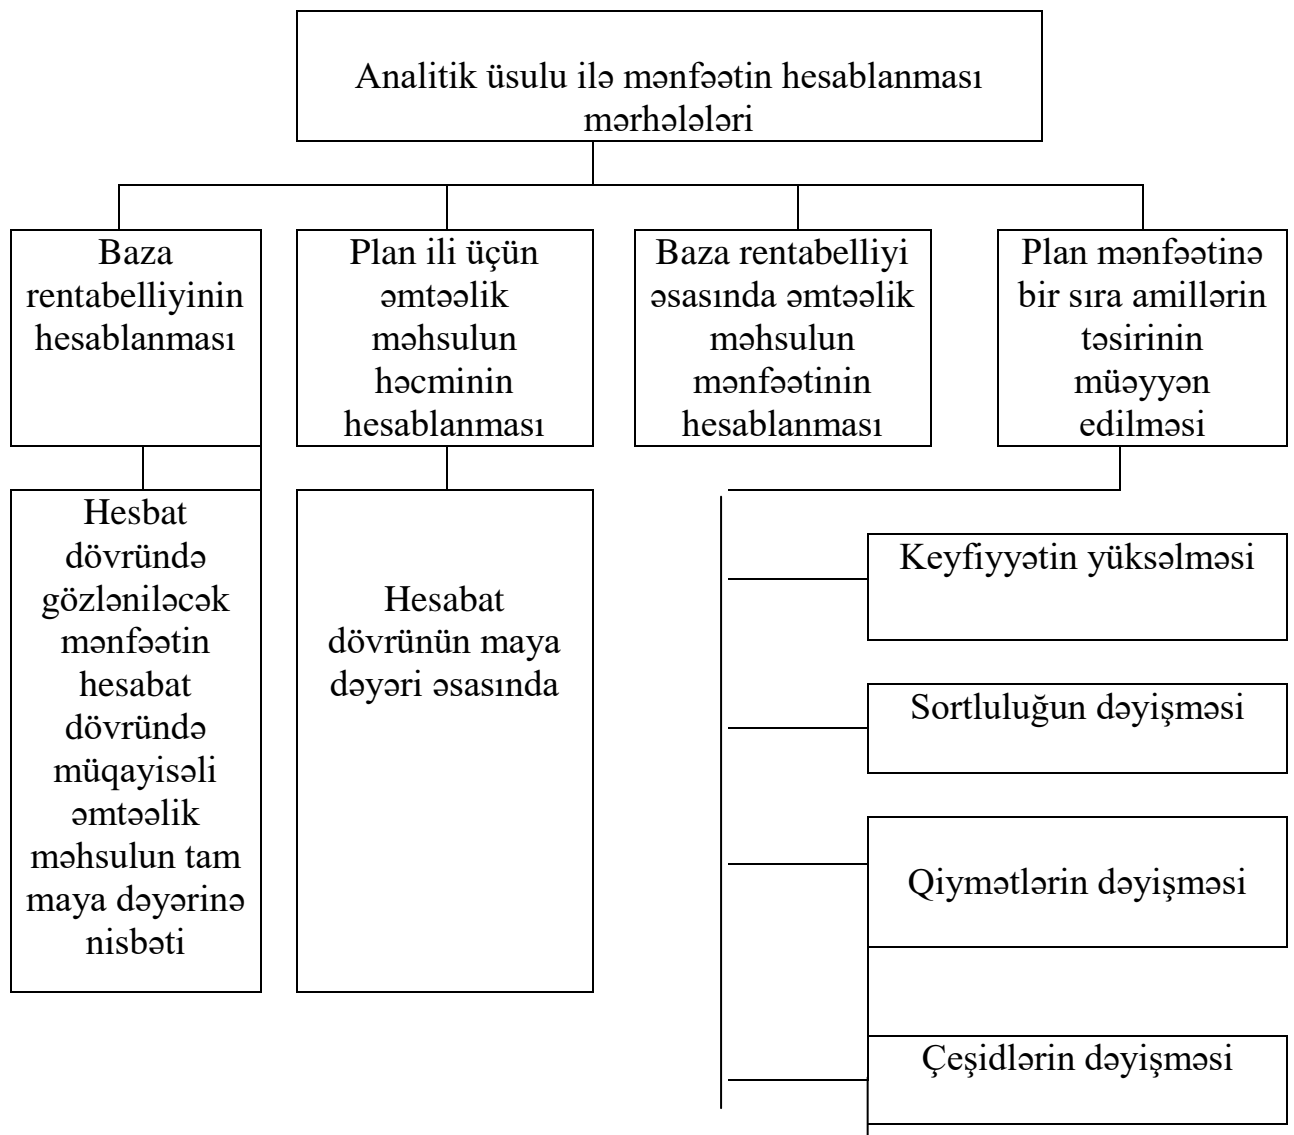 Analitik üsulu ilə mənfəətin hesablanması
mərhələləri
Baza
rentabelliyinin
hesablanması
Plan ili üçün
əmtəəlik
məhsulun
həcminin
hesablanması
Baza rentabelliyi
əsasında əmtəəlik
məhsulun
mənfəətinin
hesablanması
Plan mənfəətinə
bir sıra amillərin
təsirinin
müəyyən
edilməsi
Hesbat
dövründə
gözləniləcək
mənfəətin
hesabat
dövründə
müqayisəli
əmtəəlik
məhsulun tam
maya dəyərinə
nisbəti
Hesabat
dövrünün maya
dəyəri əsasında
Keyfiyyətin yüksəlməsi
Sortluluğun dəyişməsi
Qiymətlərin dəyişməsi
Çeşidlərin dəyişməsi